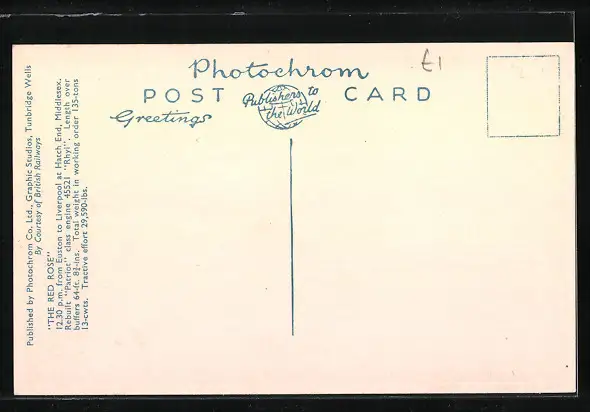 Photochrom
POST CARD
Publishers to
the World
Greetings
£1
Published by Photochrom Co. Ltd., Graphic Studios, Tunbridge Wells
By Courtesy of British Railways
"THE RED ROSE"
12.30 p.m. from Euston to Liverpool at Hatch End, Middlesex.
Rebuilt "Patriot" class engine 45521 "Rhyl". Length over
buffers 64-ft. 8¾-ins. Total weight in working order 135-tons
13-cwts. Tractive effort 29,590-lbs.